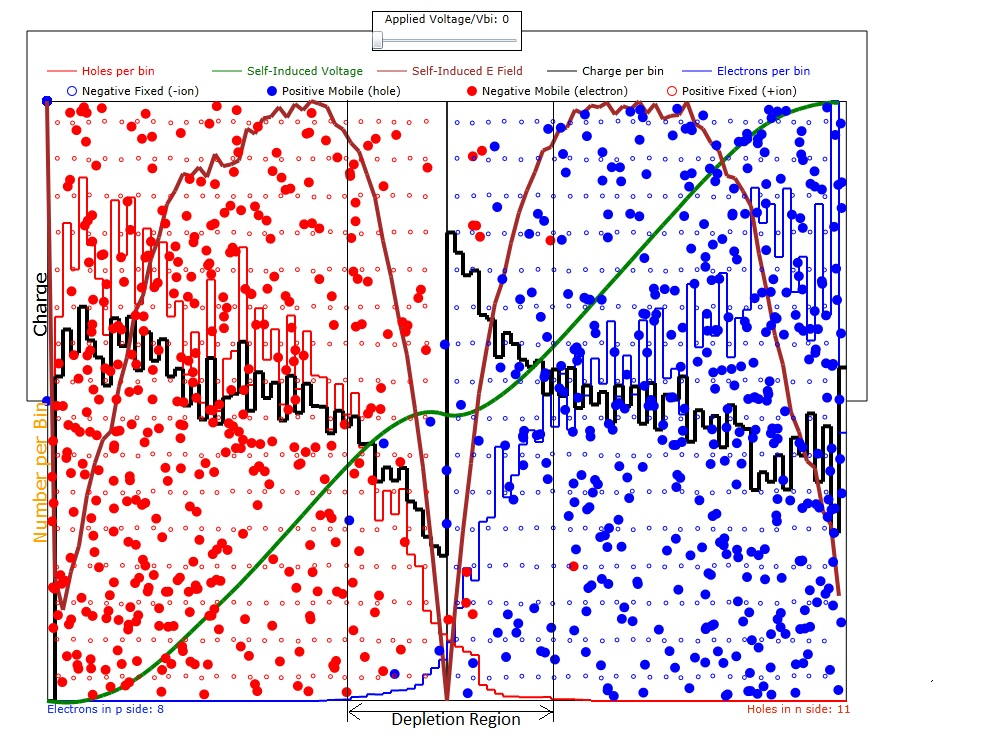 Applied Voltage/Vbi: 0
Holes per bin
Self-Induced Voltage
Self-Induced E Field
Charge per bin
Electrons per bin
Negative Fixed (-ion)
Positive Mobile (hole)
Negative Mobile (electron)
Positive Fixed (+ion)
Charge
Number per Bin
Electrons in p side: 8
Holes in n side: 11
Depletion Region